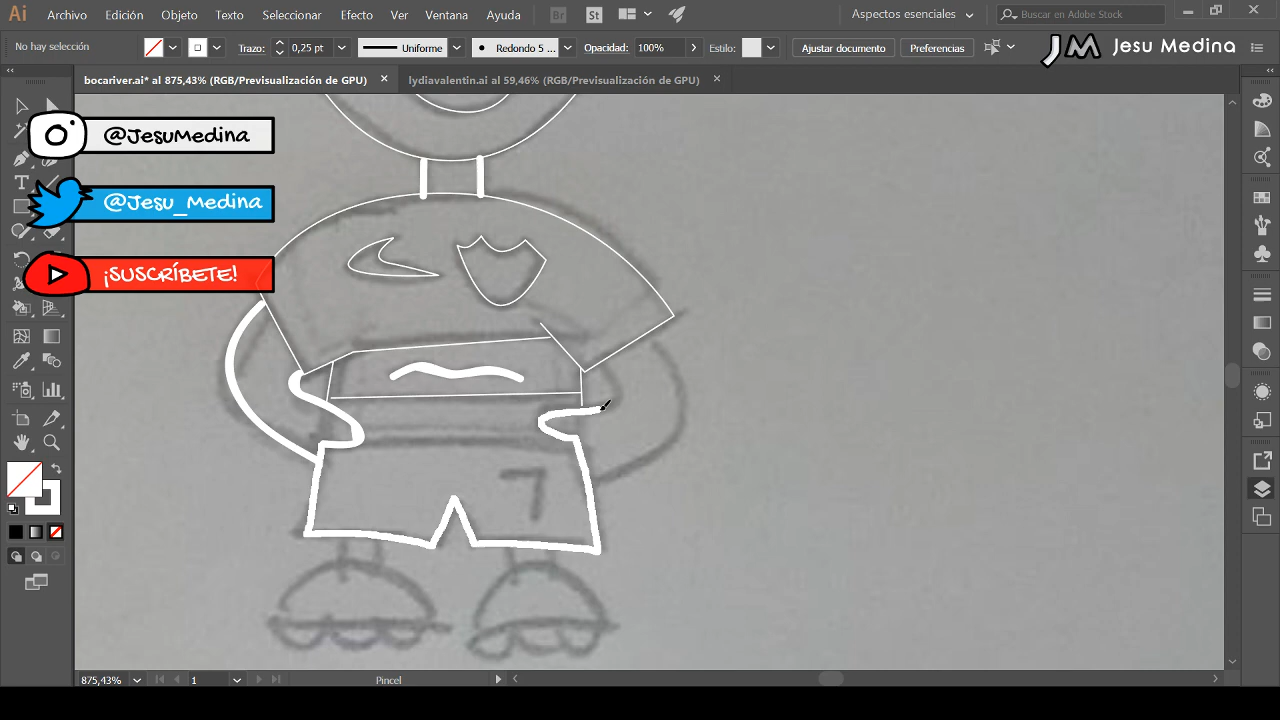 Ai Archivo Edición Objeto Texto Seleccionar Efecto Ver Ventana Ayuda Br St Aspectos esenciales Buscar en Adobe Stock
No hay selección Trazo: 0,25 pt Uniforme Redondo 5 ... Opacidad: 100% Estilo: Ajustar documento Preferencias JM Jesu Medina
bocariver.ai* al 875,43% (RGB/Previsualización de GPU) × lydiavalentin.ai al 59,46% (RGB/Previsualización de GPU) ×
@JesuMedina
@Jesu_Medina
¡SUSCRÍBETE!
7
875,43% 1 Pincel